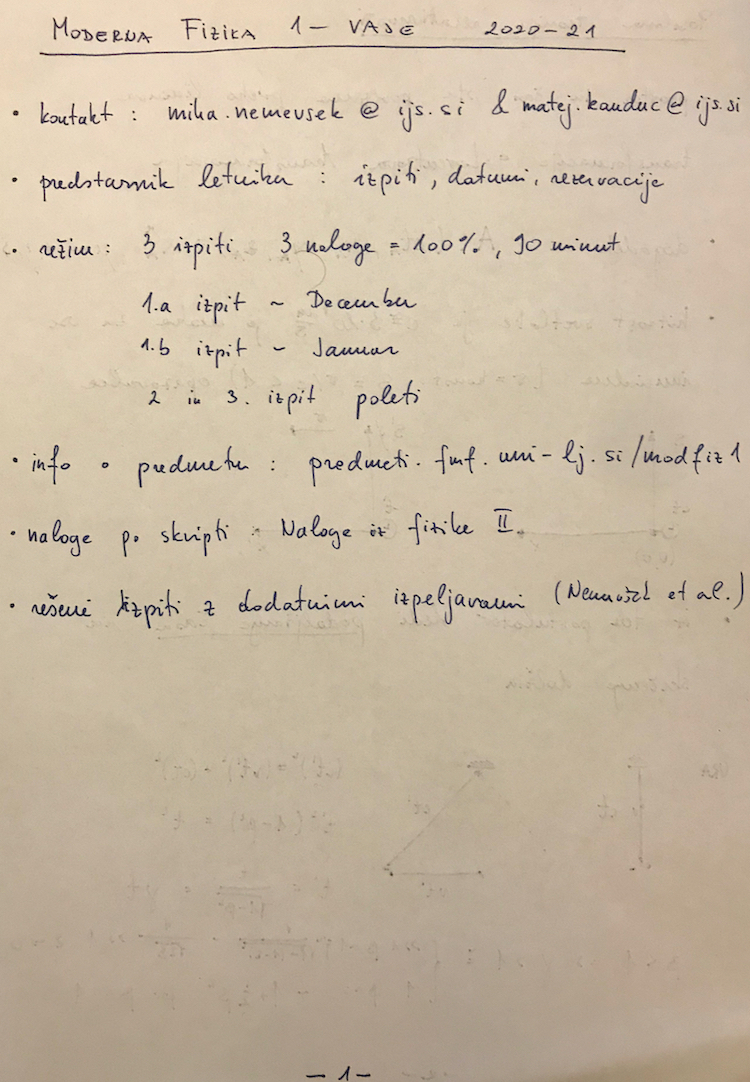 MODERNA FIZIKA 1 - VAJE 2020-21
• kontakt : miha.nemevsek @ ijs.si & matej.kanduc @ ijs.si
• predstavnik letnika : izpiti, datumi, rezervacije
• režim : 3 izpiti 3 naloge = 100%, 90 minut
1.a izpit ~ December
1.b izpit ~ Januar
2 in 3. izpit poleti
• info o predmetu : predmeti.fmf.uni-lj.si/modfiz1
• naloge po skripti : Naloge iz fizike II
• rešeni izpiti z dodatnimi izpeljavami (Nemevšek et al.)
- 1 -